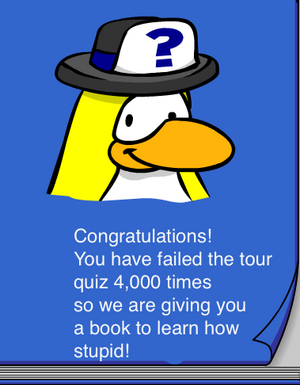 ?
Congratulations!
You have failed the tour
quiz 4,000 times
so we are giving you
a book to learn how
stupid!